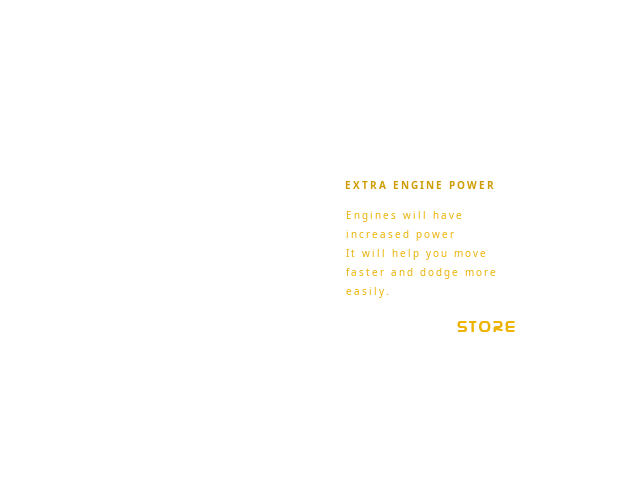 EXTRA ENGINE POWER
Engines will have
increased power
It will help you move
faster and dodge more
easily.
STORE